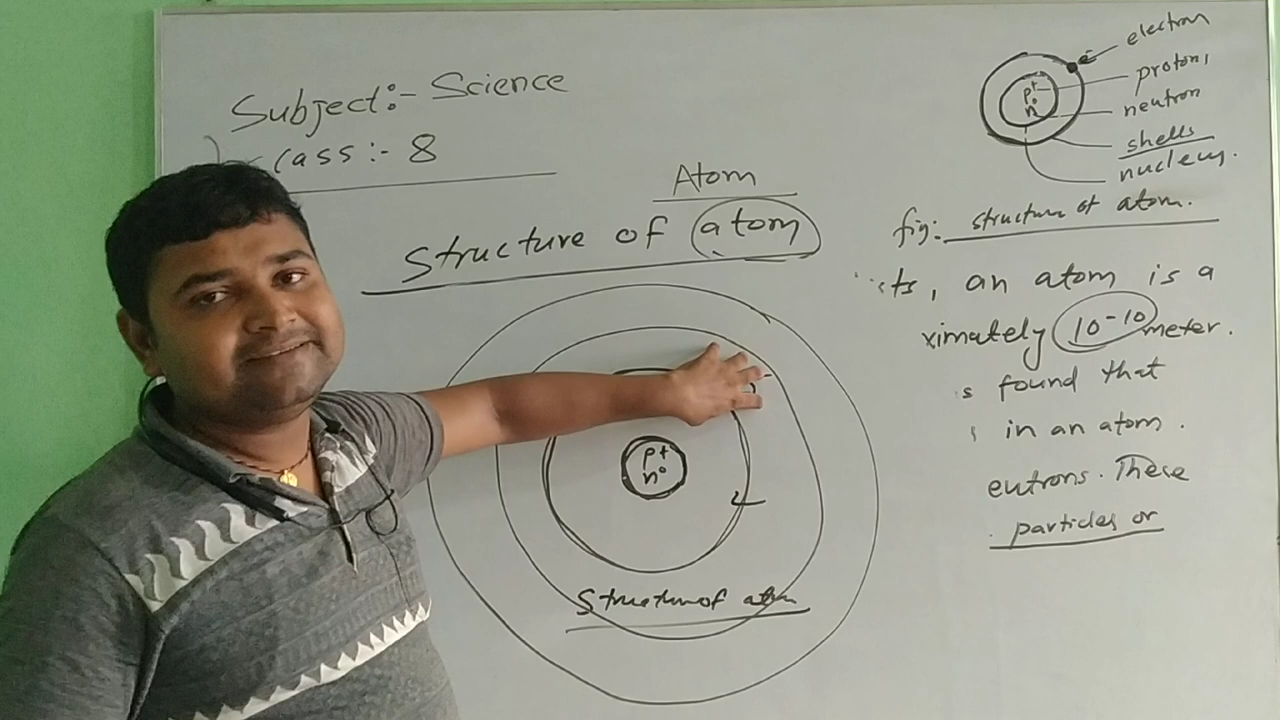 Subject:- Science
Class:- 8
Atom
Structure of atom
p+
n°
Structure of atom
e-
electron
proton,
neutron
shells
nucleus.
p+
n°
fig:- structure of atom.
ts, an atom is a
ximately 10-10 meter.
s found that
in an atom.
eutrons. These
particles or